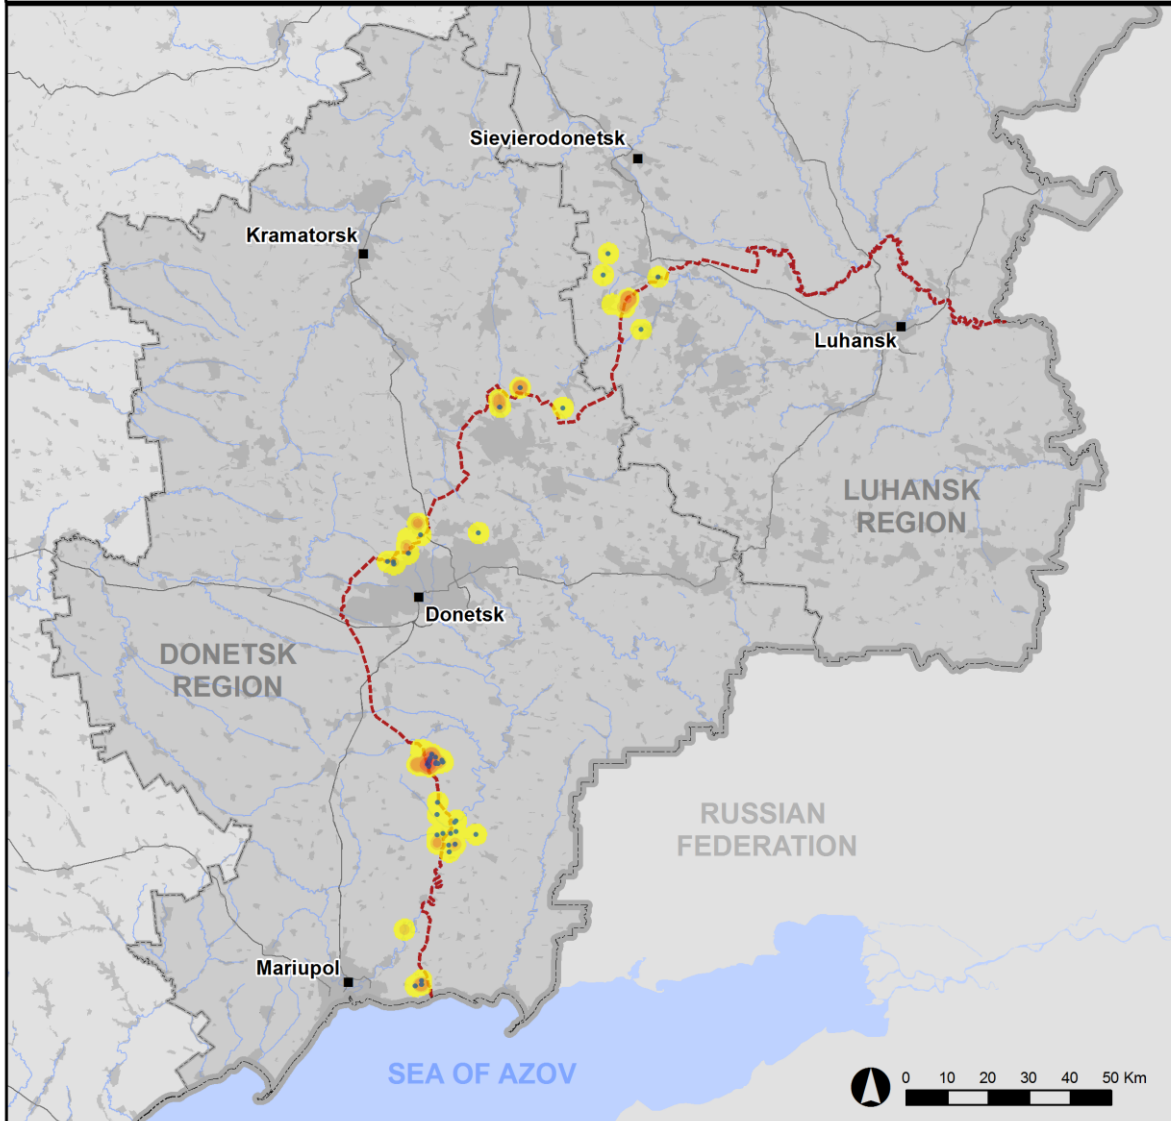 Sievierodonetsk
Kramatorsk
Luhansk
LUHANSK
REGION
Donetsk
DONETSK
REGION
RUSSIAN
FEDERATION
Mariupol
SEA OF AZOV
0 10 20 30 40 50 Km